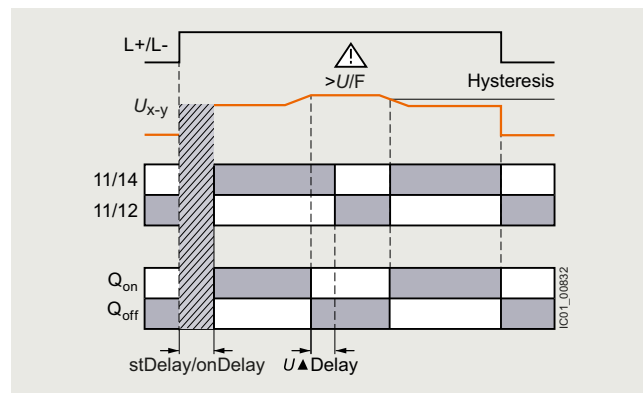 L+/L-
>U/F
Hysteresis
Ux-y
11/14
11/12
Qon
Qoff
IC01_00832
stDelay/onDelay
U▲Delay